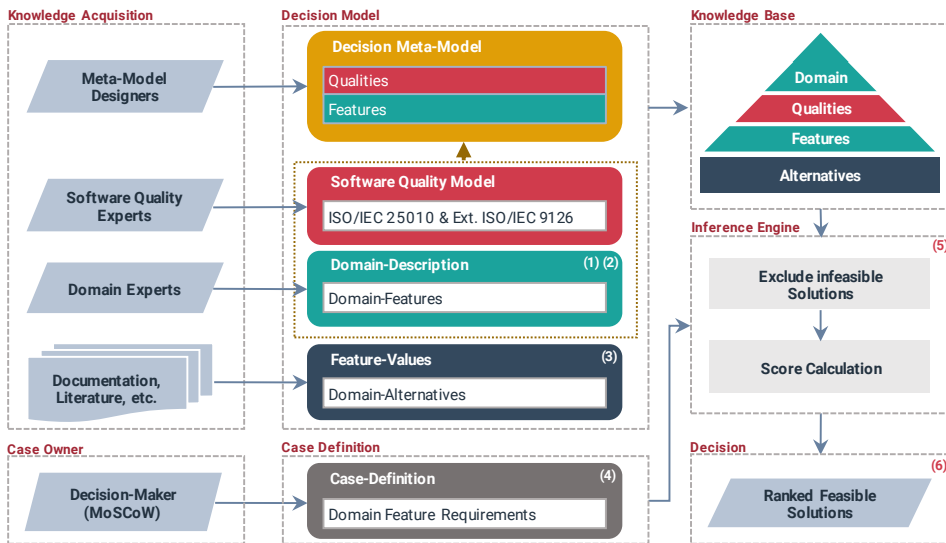 Knowledge Acquisition
Meta-Model
Designers
Software Quality
Experts
Domain Experts
Documentation,
Literature, etc.
Case Owner
Decision-Maker
(MoSCoW)
Decision Model
Decision Meta-Model
Qualities
Features
Software Quality Model
ISO/IEC 25010 & Ext. ISO/IEC 9126
Domain-Description (1) (2)
Domain-Features
Feature-Values (3)
Domain-Alternatives
Case Definition
Case-Definition (4)
Domain Feature Requirements
Knowledge Base
Domain
Qualities
Features
Alternatives
Inference Engine
(5)
Exclude infeasible
Solutions
Score Calculation
Decision
(6)
Ranked Feasible
Solutions